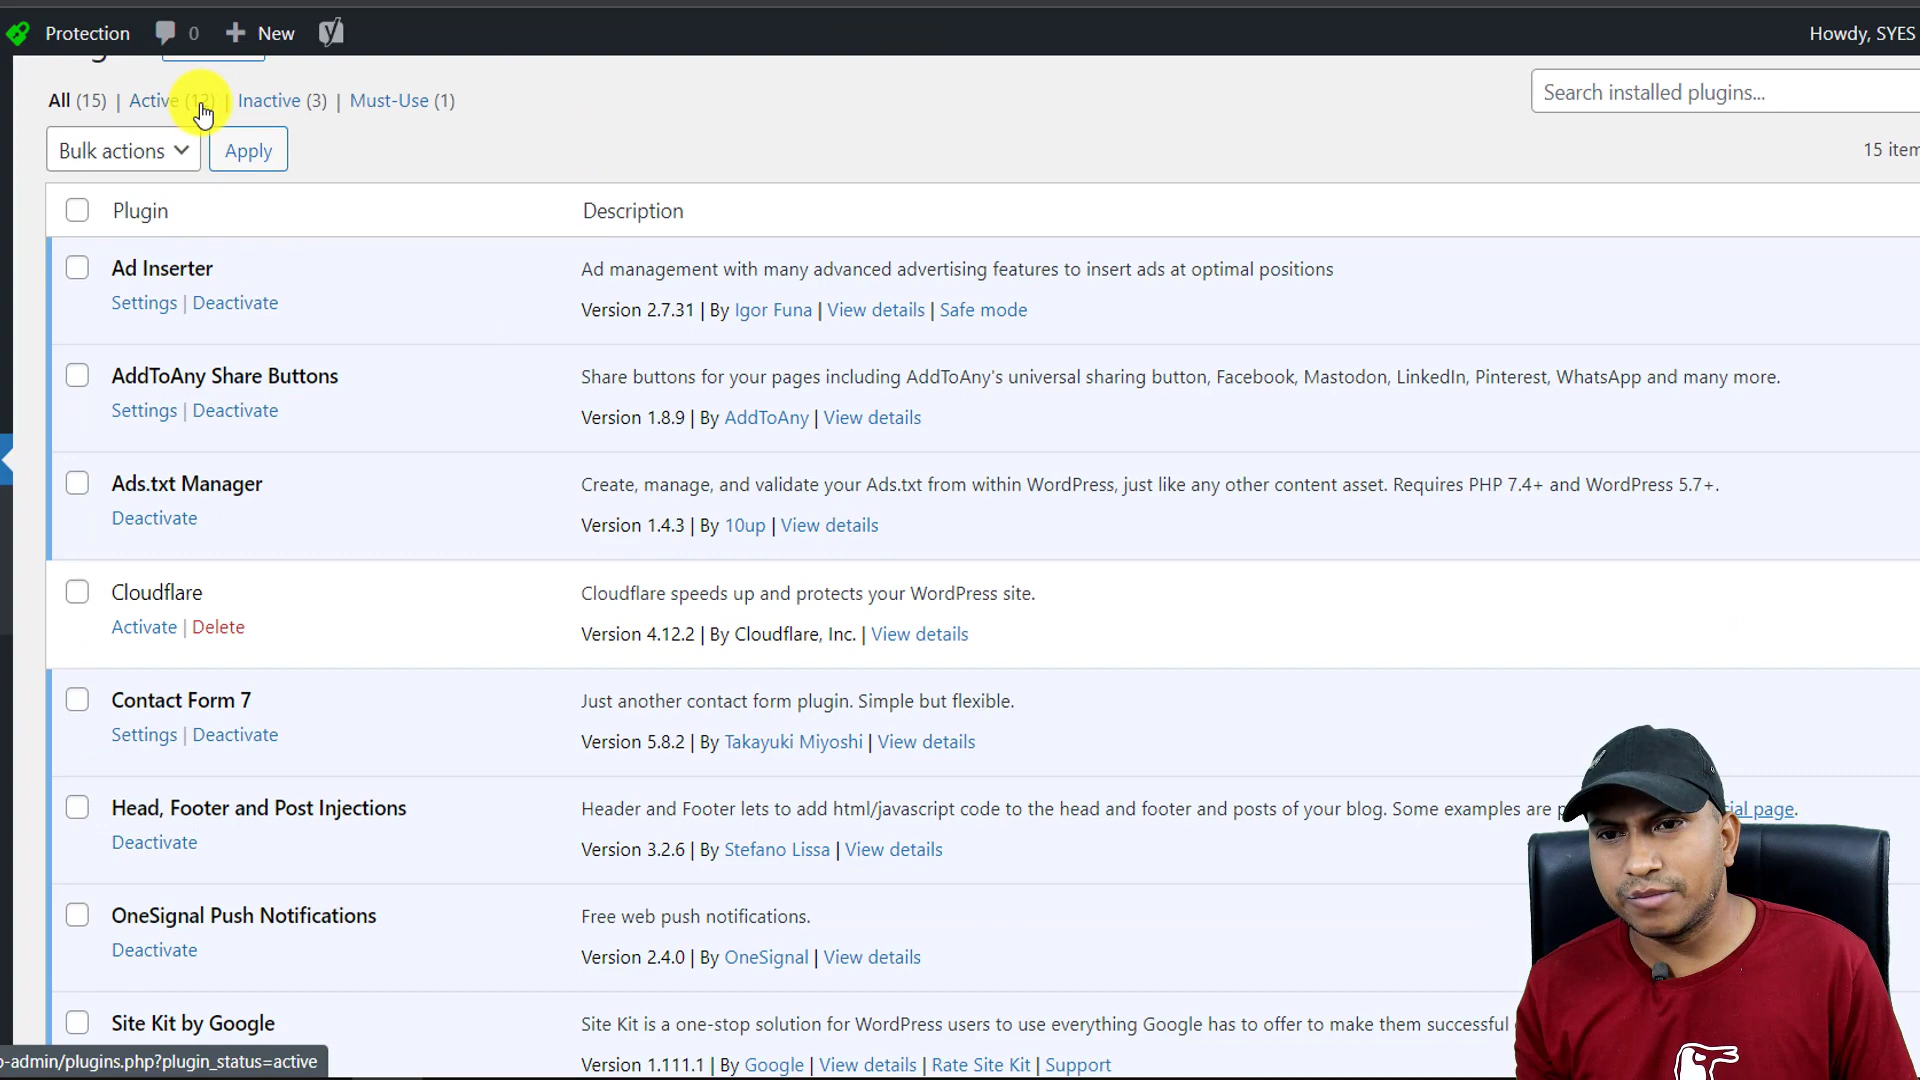 Protection 0 New Howdy, SYES
All (15) | Active (12) | Inactive (3) | Must-Use (1)
Search installed plugins...
Bulk actions Apply
15 item
Plugin Description
Ad Inserter
Ad management with many advanced advertising features to insert ads at optimal positions
Settings | Deactivate
Version 2.7.31 | By Igor Funa | View details | Safe mode
AddToAny Share Buttons
Share buttons for your pages including AddToAny's universal sharing button, Facebook, Mastodon, LinkedIn, Pinterest, WhatsApp and many more.
Settings | Deactivate
Version 1.8.9 | By AddToAny | View details
Ads.txt Manager
Create, manage, and validate your Ads.txt from within WordPress, just like any other content asset. Requires PHP 7.4+ and WordPress 5.7+.
Deactivate
Version 1.4.3 | By 10up | View details
Cloudflare
Cloudflare speeds up and protects your WordPress site.
Activate | Delete
Version 4.12.2 | By Cloudflare, Inc. | View details
Contact Form 7
Just another contact form plugin. Simple but flexible.
Settings | Deactivate
Version 5.8.2 | By Takayuki Miyoshi | View details
Head, Footer and Post Injections
Header and Footer lets to add html/javascript code to the head and footer and posts of your blog. Some examples are p ial page.
Deactivate
Version 3.2.6 | By Stefano Lissa | View details
OneSignal Push Notifications
Free web push notifications.
Deactivate
Version 2.4.0 | By OneSignal | View details
Site Kit by Google
Site Kit is a one-stop solution for WordPress users to use everything Google has to offer to make them successful
Version 1.111.1 | By Google | View details | Rate Site Kit | Support
p-admin/plugins.php?plugin_status=active